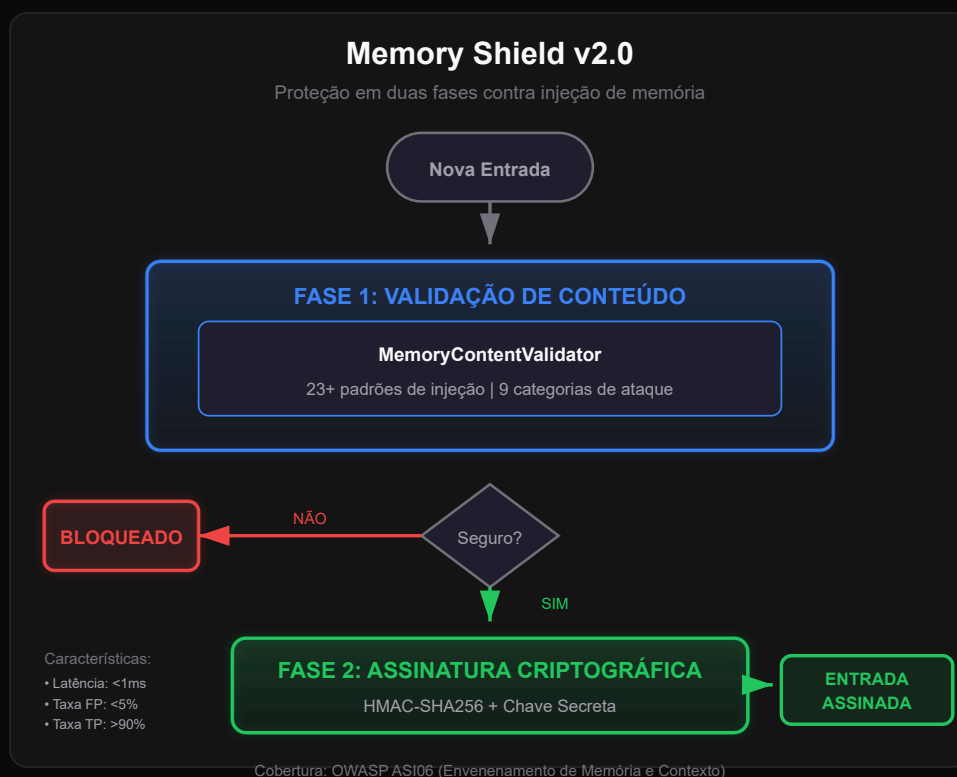 Memory Shield v2.0
Proteção em duas fases contra injeção de memória
Nova Entrada
FASE 1: VALIDAÇÃO DE CONTEÚDO
MemoryContentValidator
23+ padrões de injeção | 9 categorias de ataque
Seguro?
NÃO
BLOQUEADO
SIM
FASE 2: ASSINATURA CRIPTOGRÁFICA
HMAC-SHA256 + Chave Secreta
ENTRADA
ASSINADA
Características:
• Latência: <1ms
• Taxa FP: <5%
• Taxa TP: >90%
Cobertura: OWASP ASI06 (Envenenamento de Memória e Contexto)